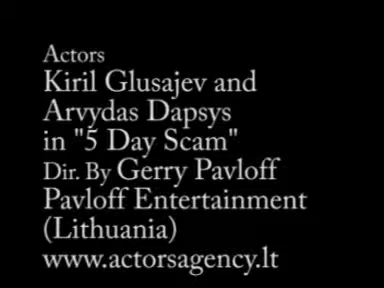 Actors
Kiril Glusajev and
Arvydas Dapsys
in "5 Day Scam"
Dir. By Gerry Pavloff
Pavloff Entertainment
(Lithuania)
www.actorsagency.lt